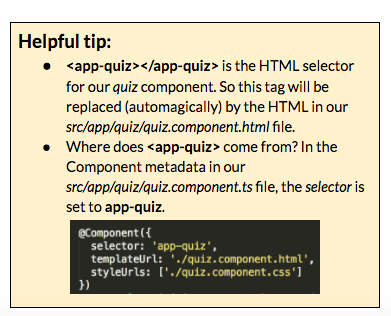 Helpful tip:
● <app-quiz></app-quiz> is the HTML selector
for our quiz component. So this tag will be
replaced (automagically) by the HTML in our
src/app/quiz/quiz.component.html file.
● Where does <app-quiz> come from? In the
Component metadata in our
src/app/quiz/quiz.component.ts file, the selector is
set to app-quiz.
@Component({
  selector: 'app-quiz',
  templateUrl: './quiz.component.html',
  styleUrls: ['./quiz.component.css']
})